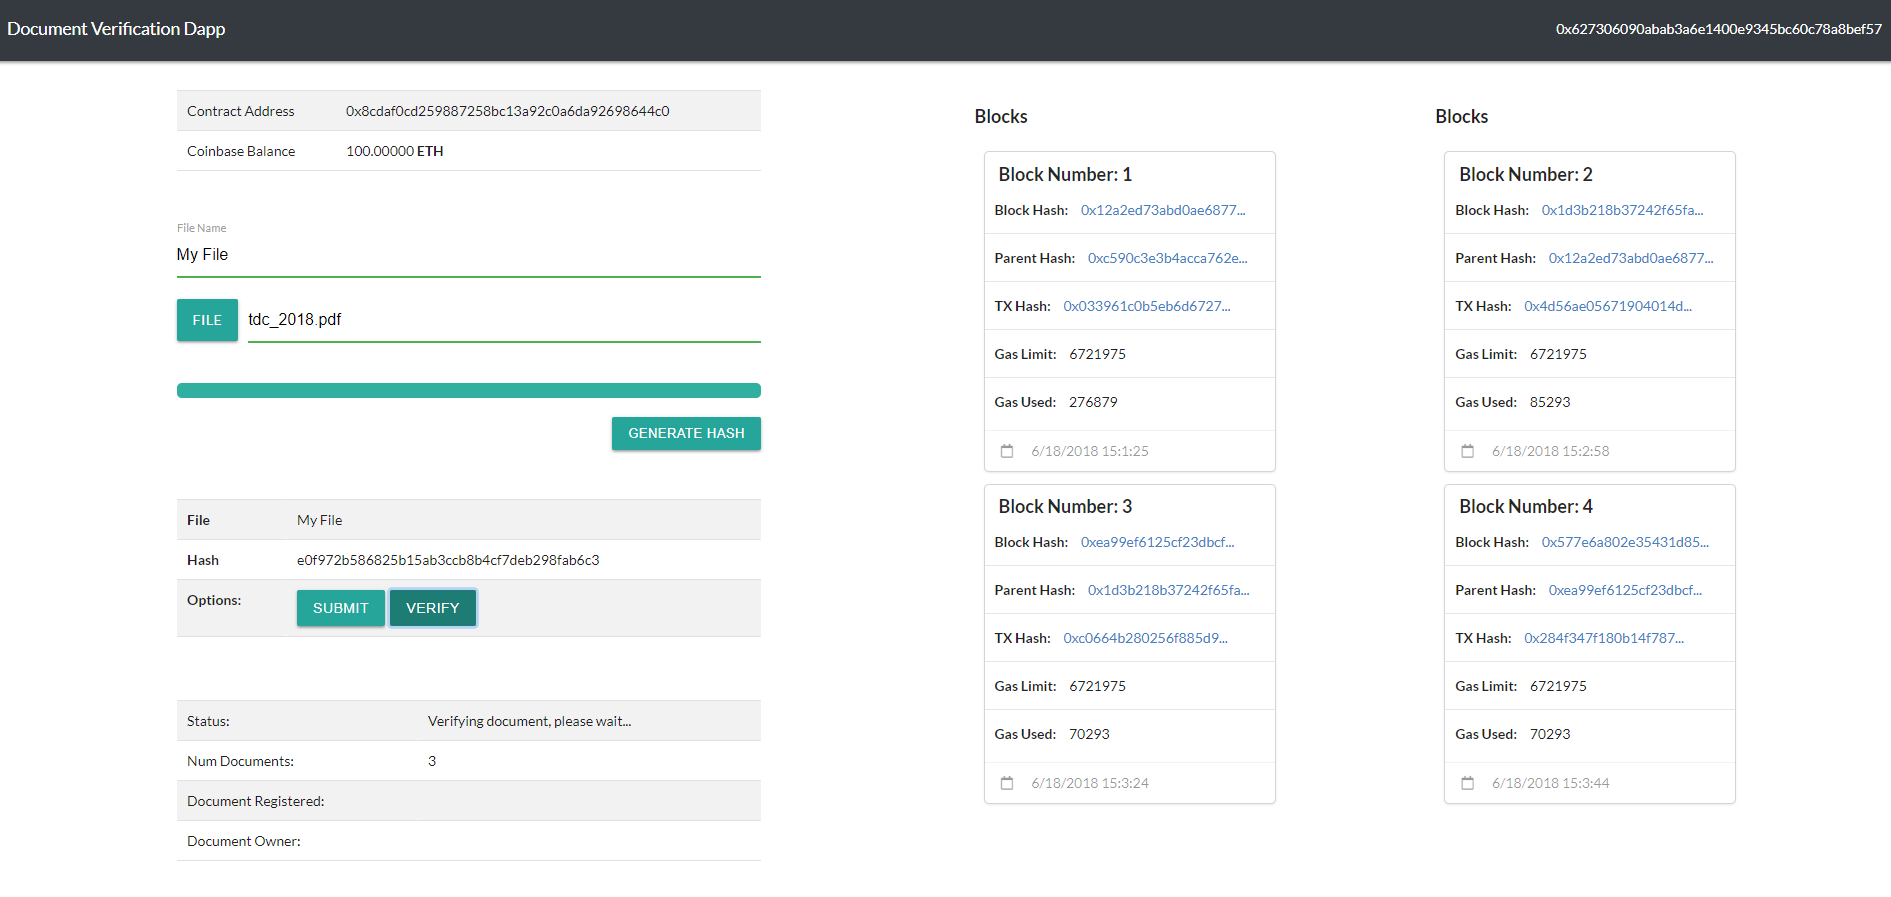 Document Verification Dapp
0x627306090abab3a6e1400e9345bc60c78a8bef57
Contract Address 0x8cdaf0cd259887258bc13a92c0a6da92698644c0
Coinbase Balance 100.00000 ETH
File Name
My File
FILE tdc_2018.pdf
GENERATE HASH
File My File
Hash e0f972b586825b15ab3ccb8b4cf7deb298fab6c3
Options: SUBMIT VERIFY
Status: Verifying document, please wait...
Num Documents: 3
Document Registered:
Document Owner:
Blocks
Block Number: 1
Block Hash: 0x12a2ed73abd0ae6877...
Parent Hash: 0xc590c3e3b4acca762e...
TX Hash: 0x033961c0b5eb6d6727...
Gas Limit: 6721975
Gas Used: 276879
6/18/2018 15:1:25
Block Number: 3
Block Hash: 0xea99ef6125cf23dbcf...
Parent Hash: 0x1d3b218b37242f65fa...
TX Hash: 0xc0664b280256f885d9...
Gas Limit: 6721975
Gas Used: 70293
6/18/2018 15:3:24
Blocks
Block Number: 2
Block Hash: 0x1d3b218b37242f65fa...
Parent Hash: 0x12a2ed73abd0ae6877...
TX Hash: 0x4d56ae05671904014d...
Gas Limit: 6721975
Gas Used: 85293
6/18/2018 15:2:58
Block Number: 4
Block Hash: 0x577e6a802e35431d85...
Parent Hash: 0xea99ef6125cf23dbcf...
TX Hash: 0x284f347f180b14f787...
Gas Limit: 6721975
Gas Used: 70293
6/18/2018 15:3:44